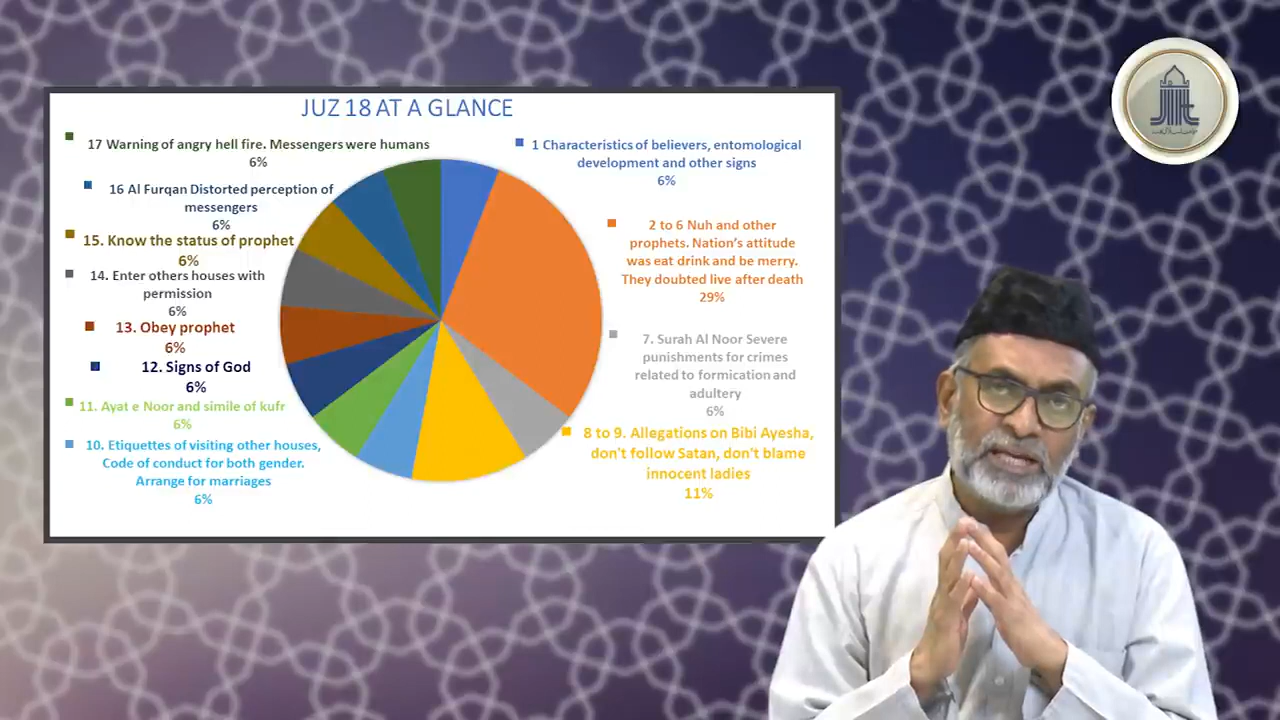 JUZ 18 AT A GLANCE
17 Warning of angry hell fire. Messengers were humans
6%
16 Al Furqan Distorted perception of
messengers
6%
15. Know the status of prophet
6%
14. Enter others houses with
permission
6%
13. Obey prophet
6%
12. Signs of God
6%
11. Ayat e Noor and simile of kufr
6%
10. Etiquettes of visiting other houses,
Code of conduct for both gender.
Arrange for marriages
6%
1 Characteristics of believers, entomological
development and other signs
6%
2 to 6 Nuh and other
prophets. Nation's attitude
was eat drink and be merry.
They doubted live after death
29%
7. Surah Al Noor Severe
punishments for crimes
related to formication and
adultery
6%
8 to 9. Allegations on Bibi Ayesha,
don't follow Satan, don't blame
innocent ladies
11%